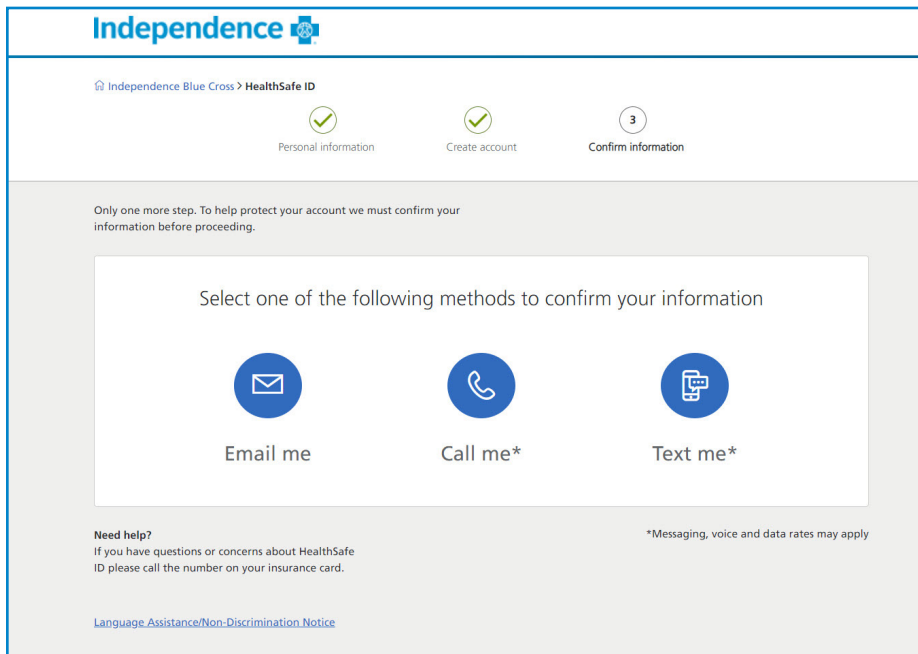 Independence
Independence Blue Cross > HealthSafe ID
3
Personal information
Create account
Confirm information
Only one more step. To help protect your account we must confirm your
information before proceeding.
Select one of the following methods to confirm your information
Email me
Call me*
Text me*
Need help?
If you have questions or concerns about HealthSafe
ID please call the number on your insurance card.
*Messaging, voice and data rates may apply
Language Assistance/Non-Discrimination Notice